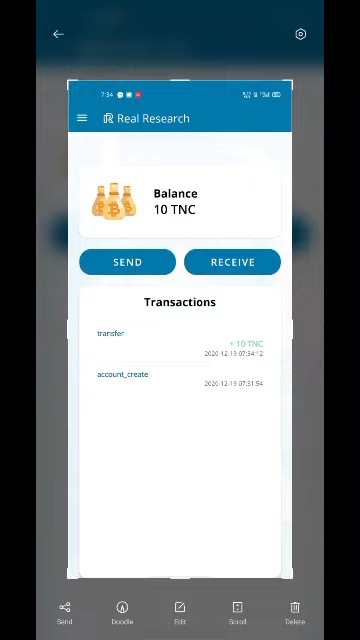 7:34
Real Research
Balance
10 TNC
SEND
RECEIVE
Transactions
transfer
+ 10 TNC
2020-12-19 07:34:12
account_create
2020-12-19 07:31:54
Send
Doodle
Edit
Scroll
Delete